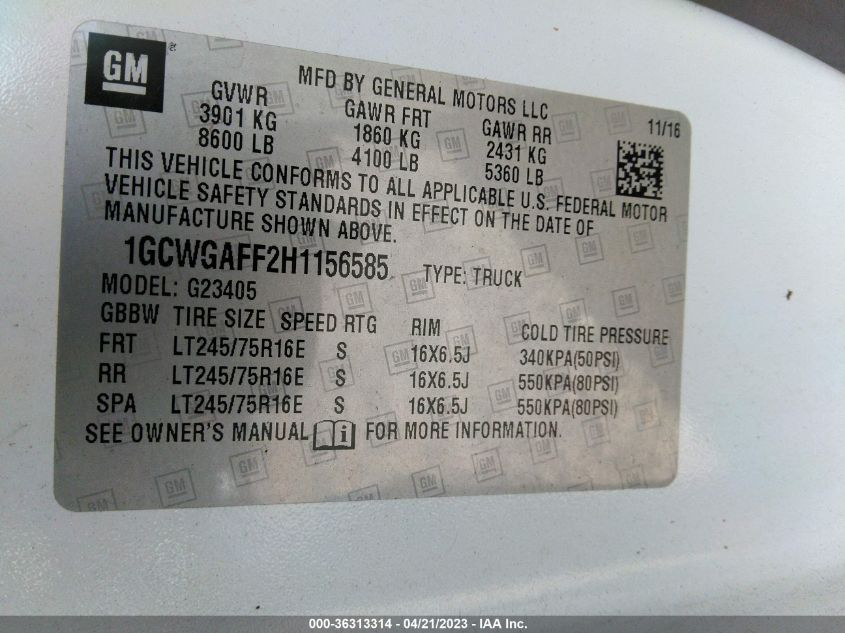 GM®
MFD BY GENERAL MOTORS LLC
GVWR GAWR FRT GAWR RR 11/16
3901 KG 1860 KG 2431 KG
8600 LB 4100 LB 5360 LB
THIS VEHICLE CONFORMS TO ALL APPLICABLE U.S. FEDERAL MOTOR
VEHICLE SAFETY STANDARDS IN EFFECT ON THE DATE OF
MANUFACTURE SHOWN ABOVE.
1GCWGAFF2H1156585 TYPE: TRUCK
MODEL: G23405
GBBW TIRE SIZE SPEED RTG RIM COLD TIRE PRESSURE
FRT LT245/75R16E S 16X6.5J 340KPA(50PSI)
RR LT245/75R16E S 16X6.5J 550KPA(80PSI)
SPA LT245/75R16E S 16X6.5J 550KPA(80PSI)
SEE OWNER'S MANUAL i FOR MORE INFORMATION.
000-36313314 - 04/21/2023 - IAA Inc.